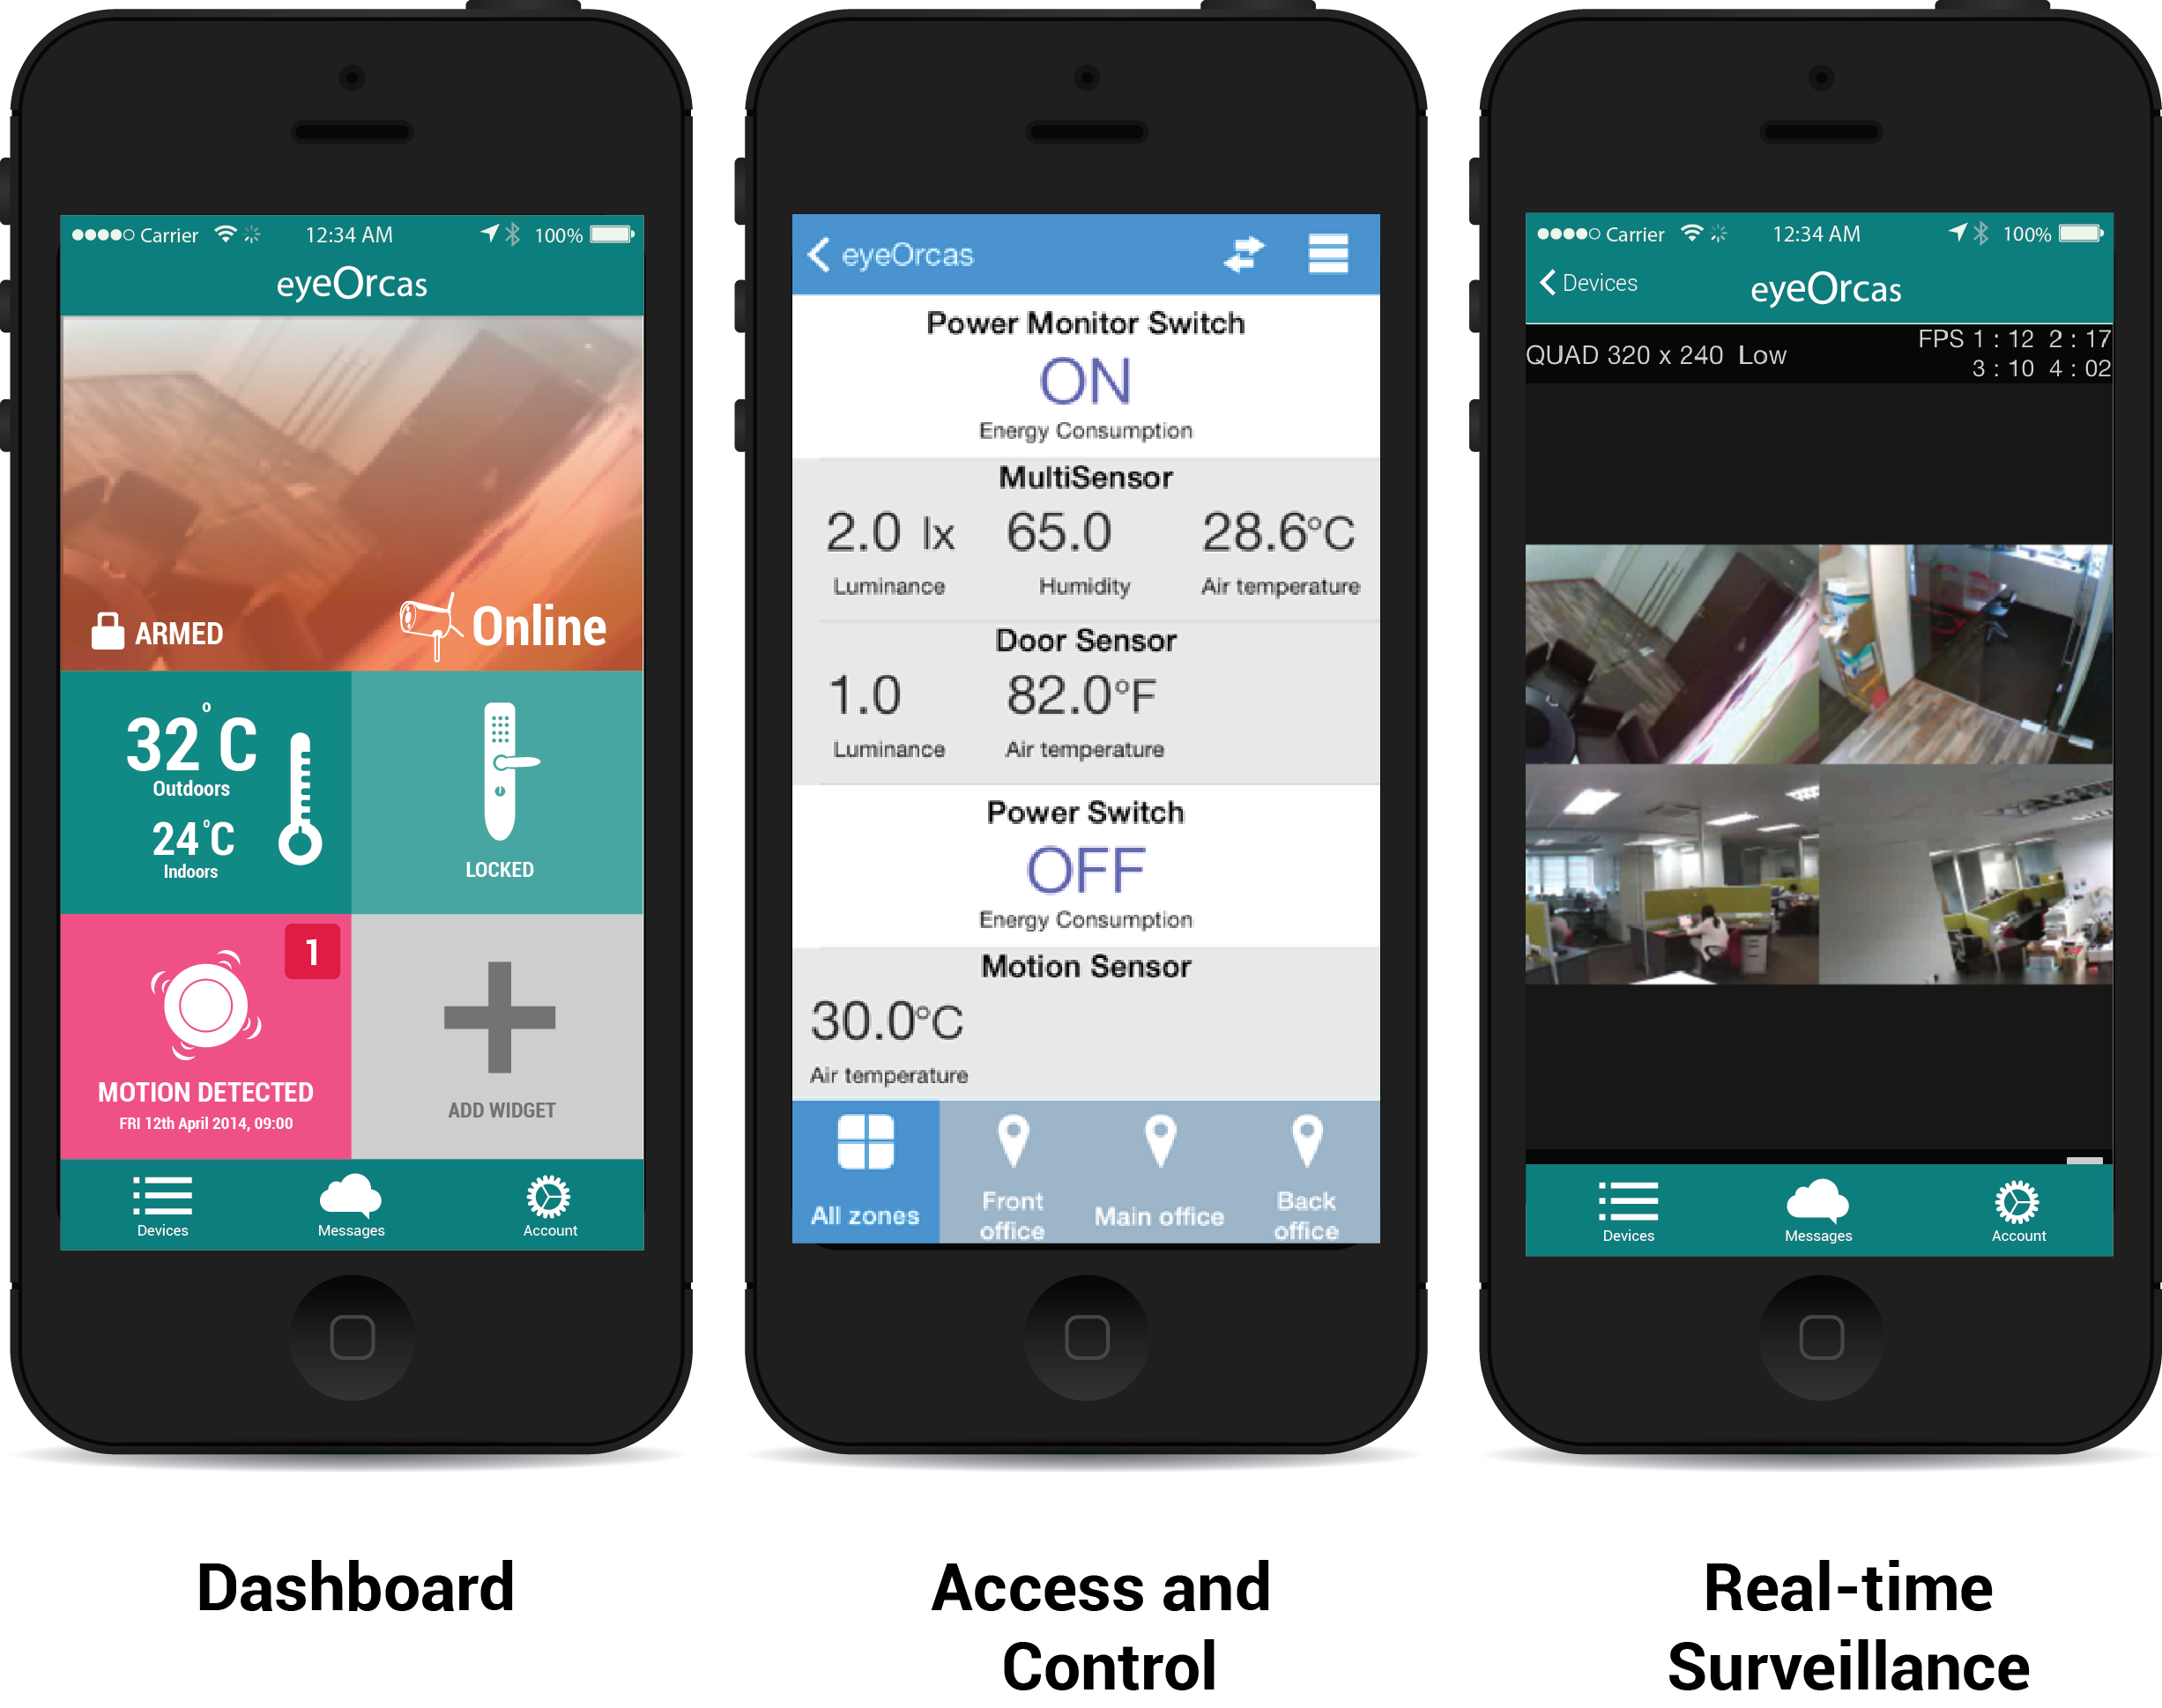 Carrier 12:34 AM 100%
eyeOrcas
ARMED
Online
32°C
Outdoors
24°C
Indoors
LOCKED
1
MOTION DETECTED
FRI 12th April 2014, 09:00
ADD WIDGET
Devices Messages Account
Dashboard
eyeOrcas
Power Monitor Switch
ON
Energy Consumption
MultiSensor
2.0 lx 65.0 28.6°C
Luminance Humidity Air temperature
Door Sensor
1.0 82.0°F
Luminance Air temperature
Power Switch
OFF
Energy Consumption
Motion Sensor
30.0°C
Air temperature
All zones
Front
office
Main office
Back
office
Access and
Control
Carrier 12:34 AM 100%
Devices eyeOrcas
QUAD 320 x 240 Low
FPS 1 : 12 2 : 17
3 : 10 4 : 02
Devices Messages Account
Real-time
Surveillance